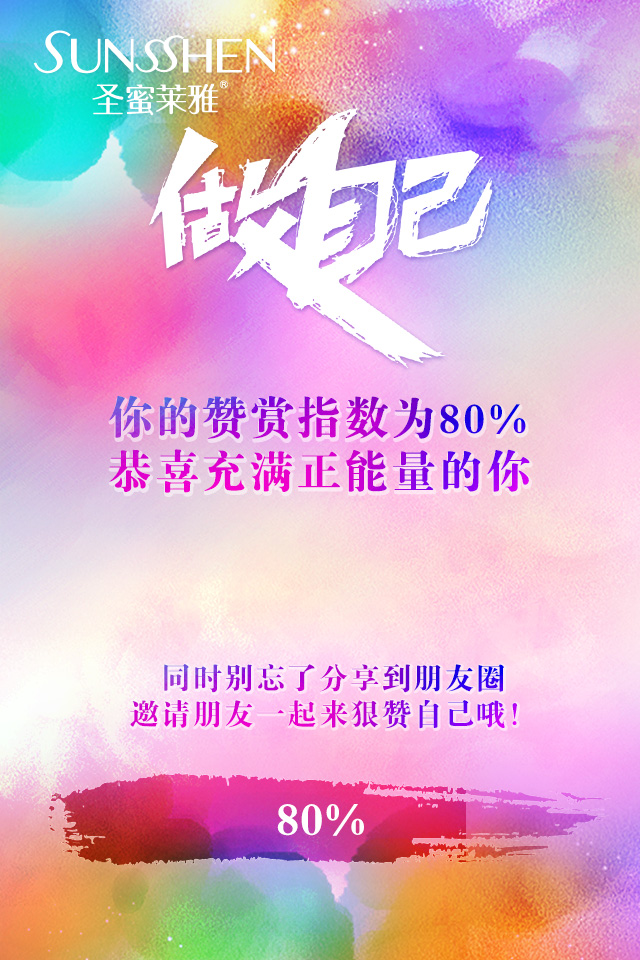 SUNSSHEN
圣蜜莱雅®
做自己
你的赞赏指数为80%
恭喜充满正能量的你
同时别忘了分享到朋友圈
邀请朋友一起来狠赞自己哦!
80%